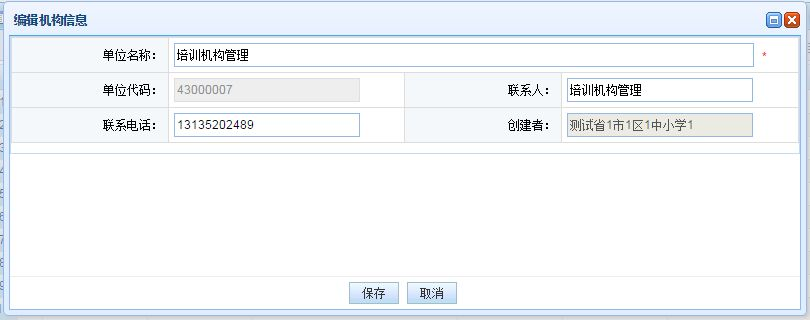 编辑机构信息
单位名称： 培训机构管理 *
单位代码： 43000007 联系人： 培训机构管理
联系电话： 13135202489 创建者： 测试省1市1区1中小学1
保存 取消